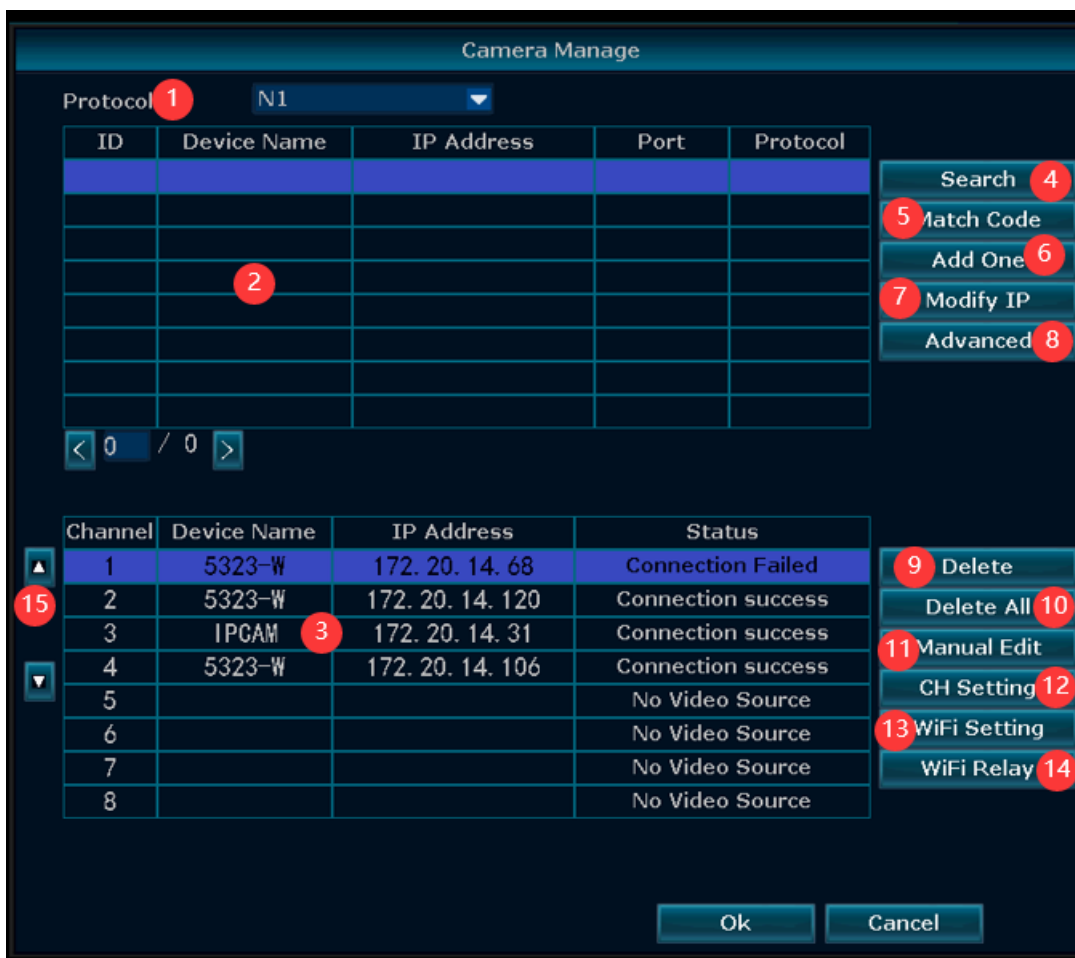 Camera Manage
Protocol 1 N1
ID Device Name IP Address Port Protocol
Search 4
5 Match Code
Add One 6
2
7 Modify IP
Advanced 8
< 0 / 0 >
Channel Device Name IP Address Status
1 5323-W 172. 20. 14. 68 Connection Failed 9 Delete
15 2 5323-W 172. 20. 14. 120 Connection success Delete All 10
3 IPCAM 3 172. 20. 14. 31 Connection success 11 Manual Edit
4 5323-W 172. 20. 14. 106 Connection success CH Setting 12
5 No Video Source
6 No Video Source 13 WiFi Setting
7 No Video Source WiFi Relay 14
8 No Video Source
Ok Cancel